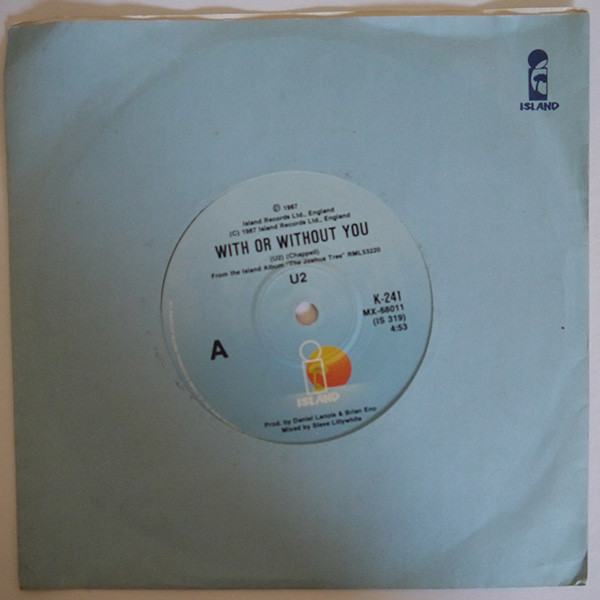 ISLAND
℗ 1987
Island Records Ltd., England
(C) 1987 Island Records Ltd., England
WITH OR WITHOUT YOU
(U2) (Chappell)
From the Island Album "The Joshua Tree" RML53220
U2
K-241
MX-68011
(IS 319)
4:53
A
ISLAND
Prod. by Daniel Lanois & Brian Eno
Mixed by Steve Lillywhite